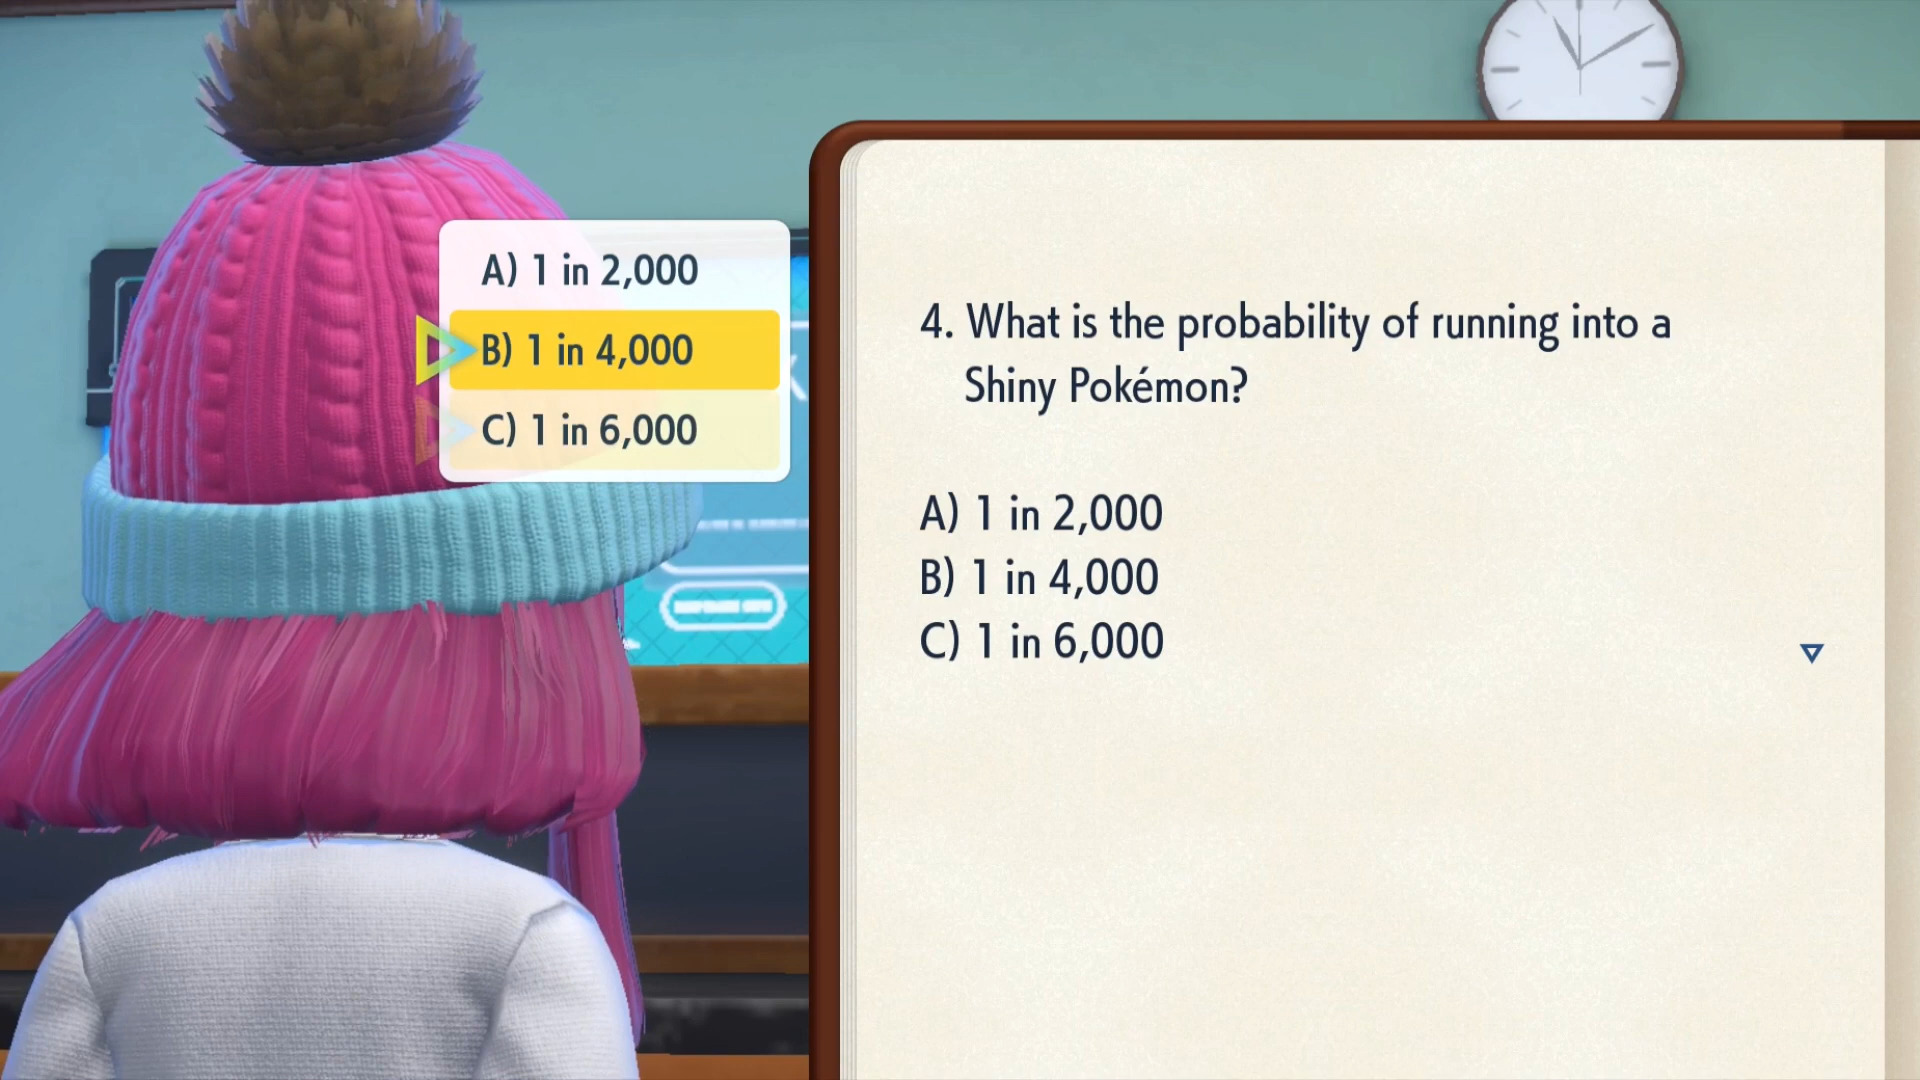 A) 1 in 2,000
B) 1 in 4,000
C) 1 in 6,000
4. What is the probability of running into a
Shiny Pokémon?
A) 1 in 2,000
B) 1 in 4,000
C) 1 in 6,000